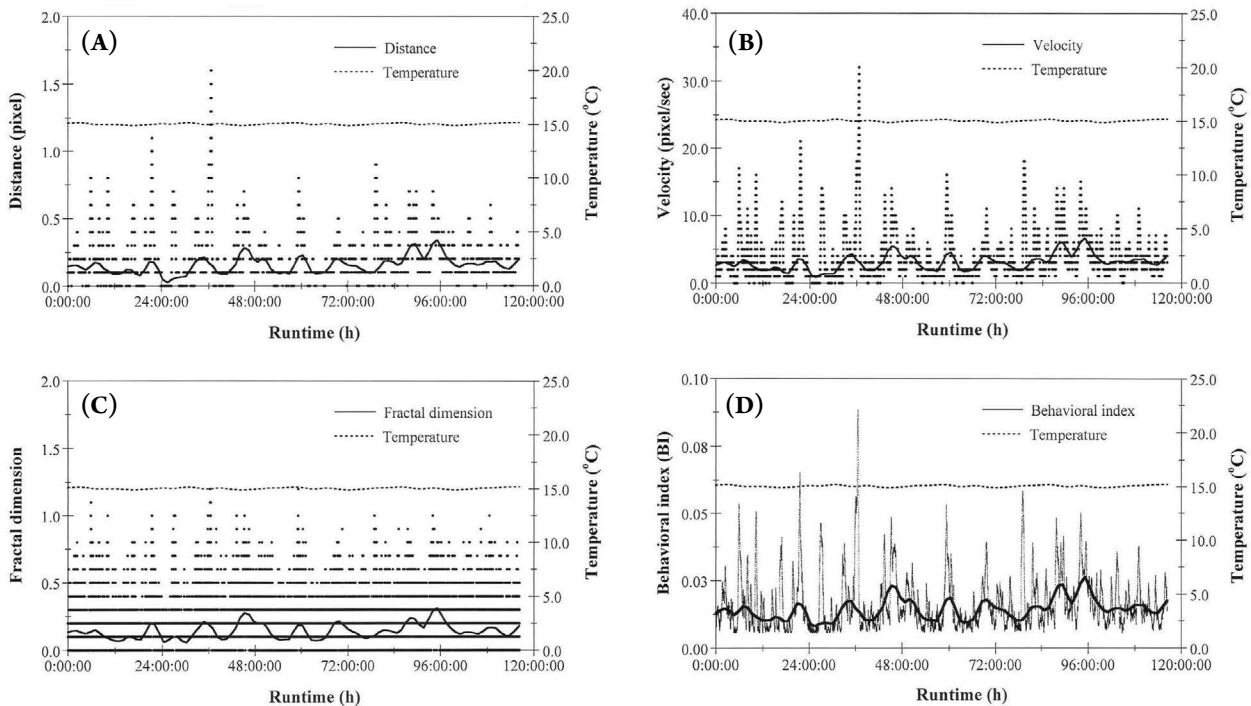 (A)
Distance
Temperature
Distance (pixel)
2.0
1.5
1.0
0.5
0.0
25.0
20.0
15.0
10.0
5.0
0.0
Temperature (°C)
0:00:00
24:00:00
48:00:00
72:00:00
96:00:00
120:00:00
Runtime (h)
(B)
Velocity
Temperature
Velocity (pixel/sec)
40.0
30.0
20.0
10.0
0.0
25.0
20.0
15.0
10.0
5.0
0.0
Temperature (°C)
0:00:00
24:00:00
48:00:00
72:00:00
96:00:00
120:00:00
Runtime (h)
(C)
Fractal dimension
Temperature
Fractal dimension
2.0
1.5
1.0
0.5
0.0
25.0
20.0
15.0
10.0
5.0
0.0
Temperature (°C)
0:00:00
24:00:00
48:00:00
72:00:00
96:00:00
120:00:00
Runtime (h)
(D)
Behavioral index
Temperature
Behavioral index (BI)
0.10
0.08
0.05
0.03
0.00
25.0
20.0
15.0
10.0
5.0
0.0
Temperature (°C)
0:00:00
24:00:00
48:00:00
72:00:00
96:00:00
120:00:00
Runtime (h)